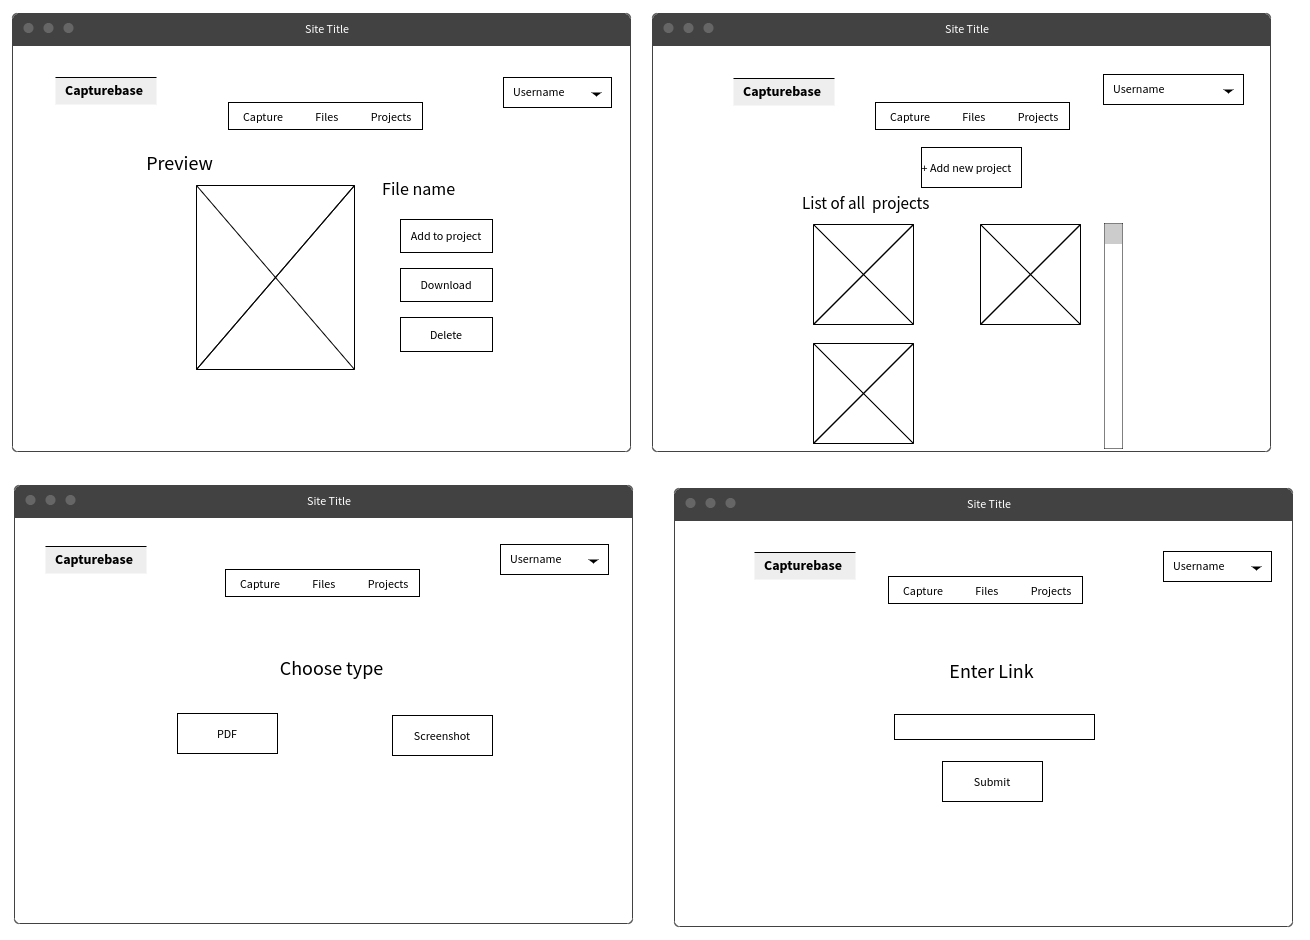 Site Title
Capturebase
Username
Capture Files Projects
Preview
File name
Add to project
Download
Delete
Site Title
Capturebase
Username
Capture Files Projects
+ Add new project
List of all projects
Site Title
Capturebase
Username
Capture Files Projects
Choose type
PDF
Screenshot
Site Title
Capturebase
Username
Capture Files Projects
Enter Link
Submit